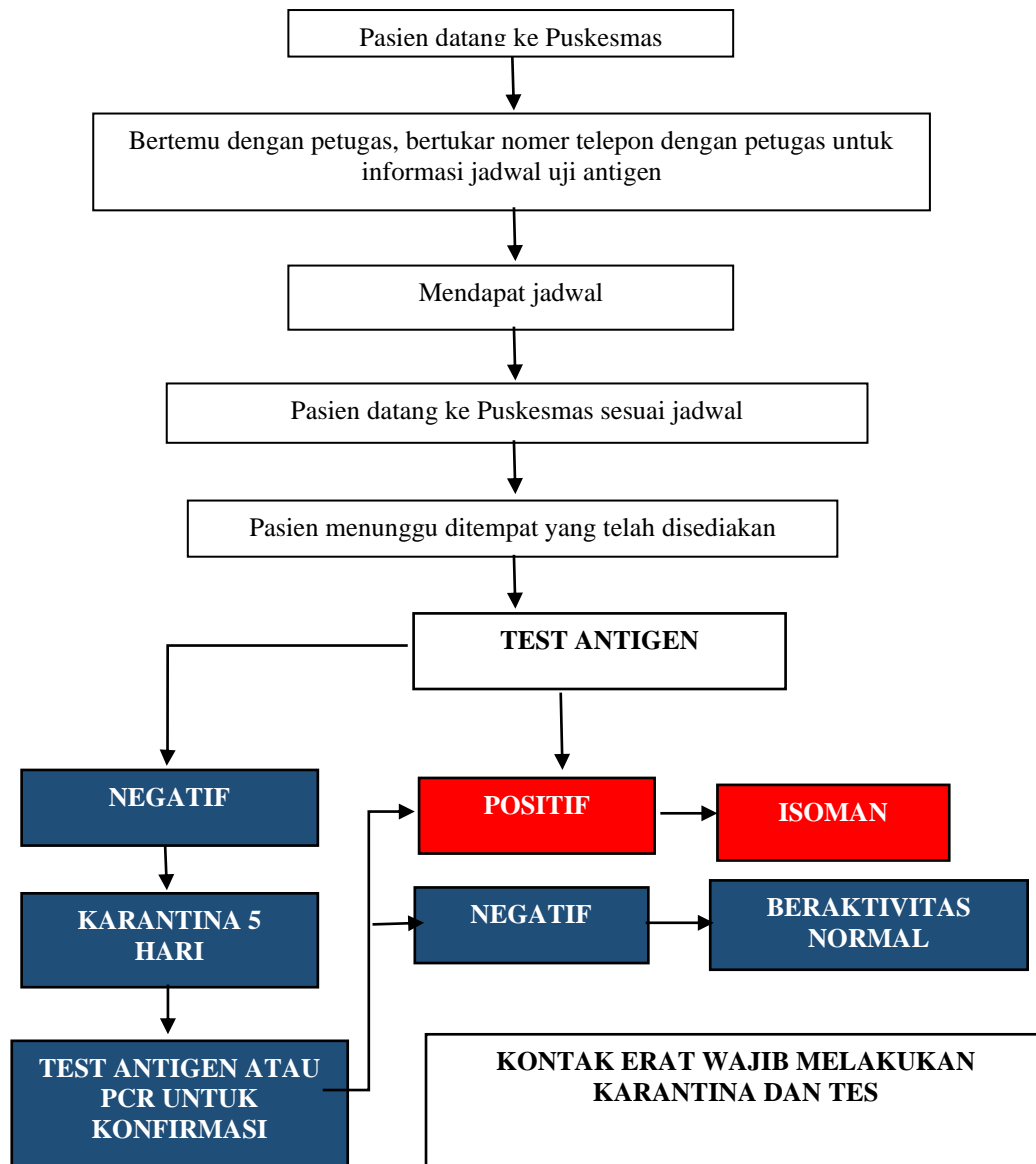 Pasien datang ke Puskesmas
Bertemu dengan petugas, bertukar nomer telepon dengan petugas untuk
informasi jadwal uji antigen
Mendapat jadwal
Pasien datang ke Puskesmas sesuai jadwal
Pasien menunggu ditempat yang telah disediakan
TEST ANTIGEN
NEGATIF
POSITIF
ISOMAN
KARANTINA 5
HARI
NEGATIF
BERAKTIVITAS
NORMAL
TEST ANTIGEN ATAU
PCR UNTUK
KONFIRMASI
KONTAK ERAT WAJIB MELAKUKAN
KARANTINA DAN TES